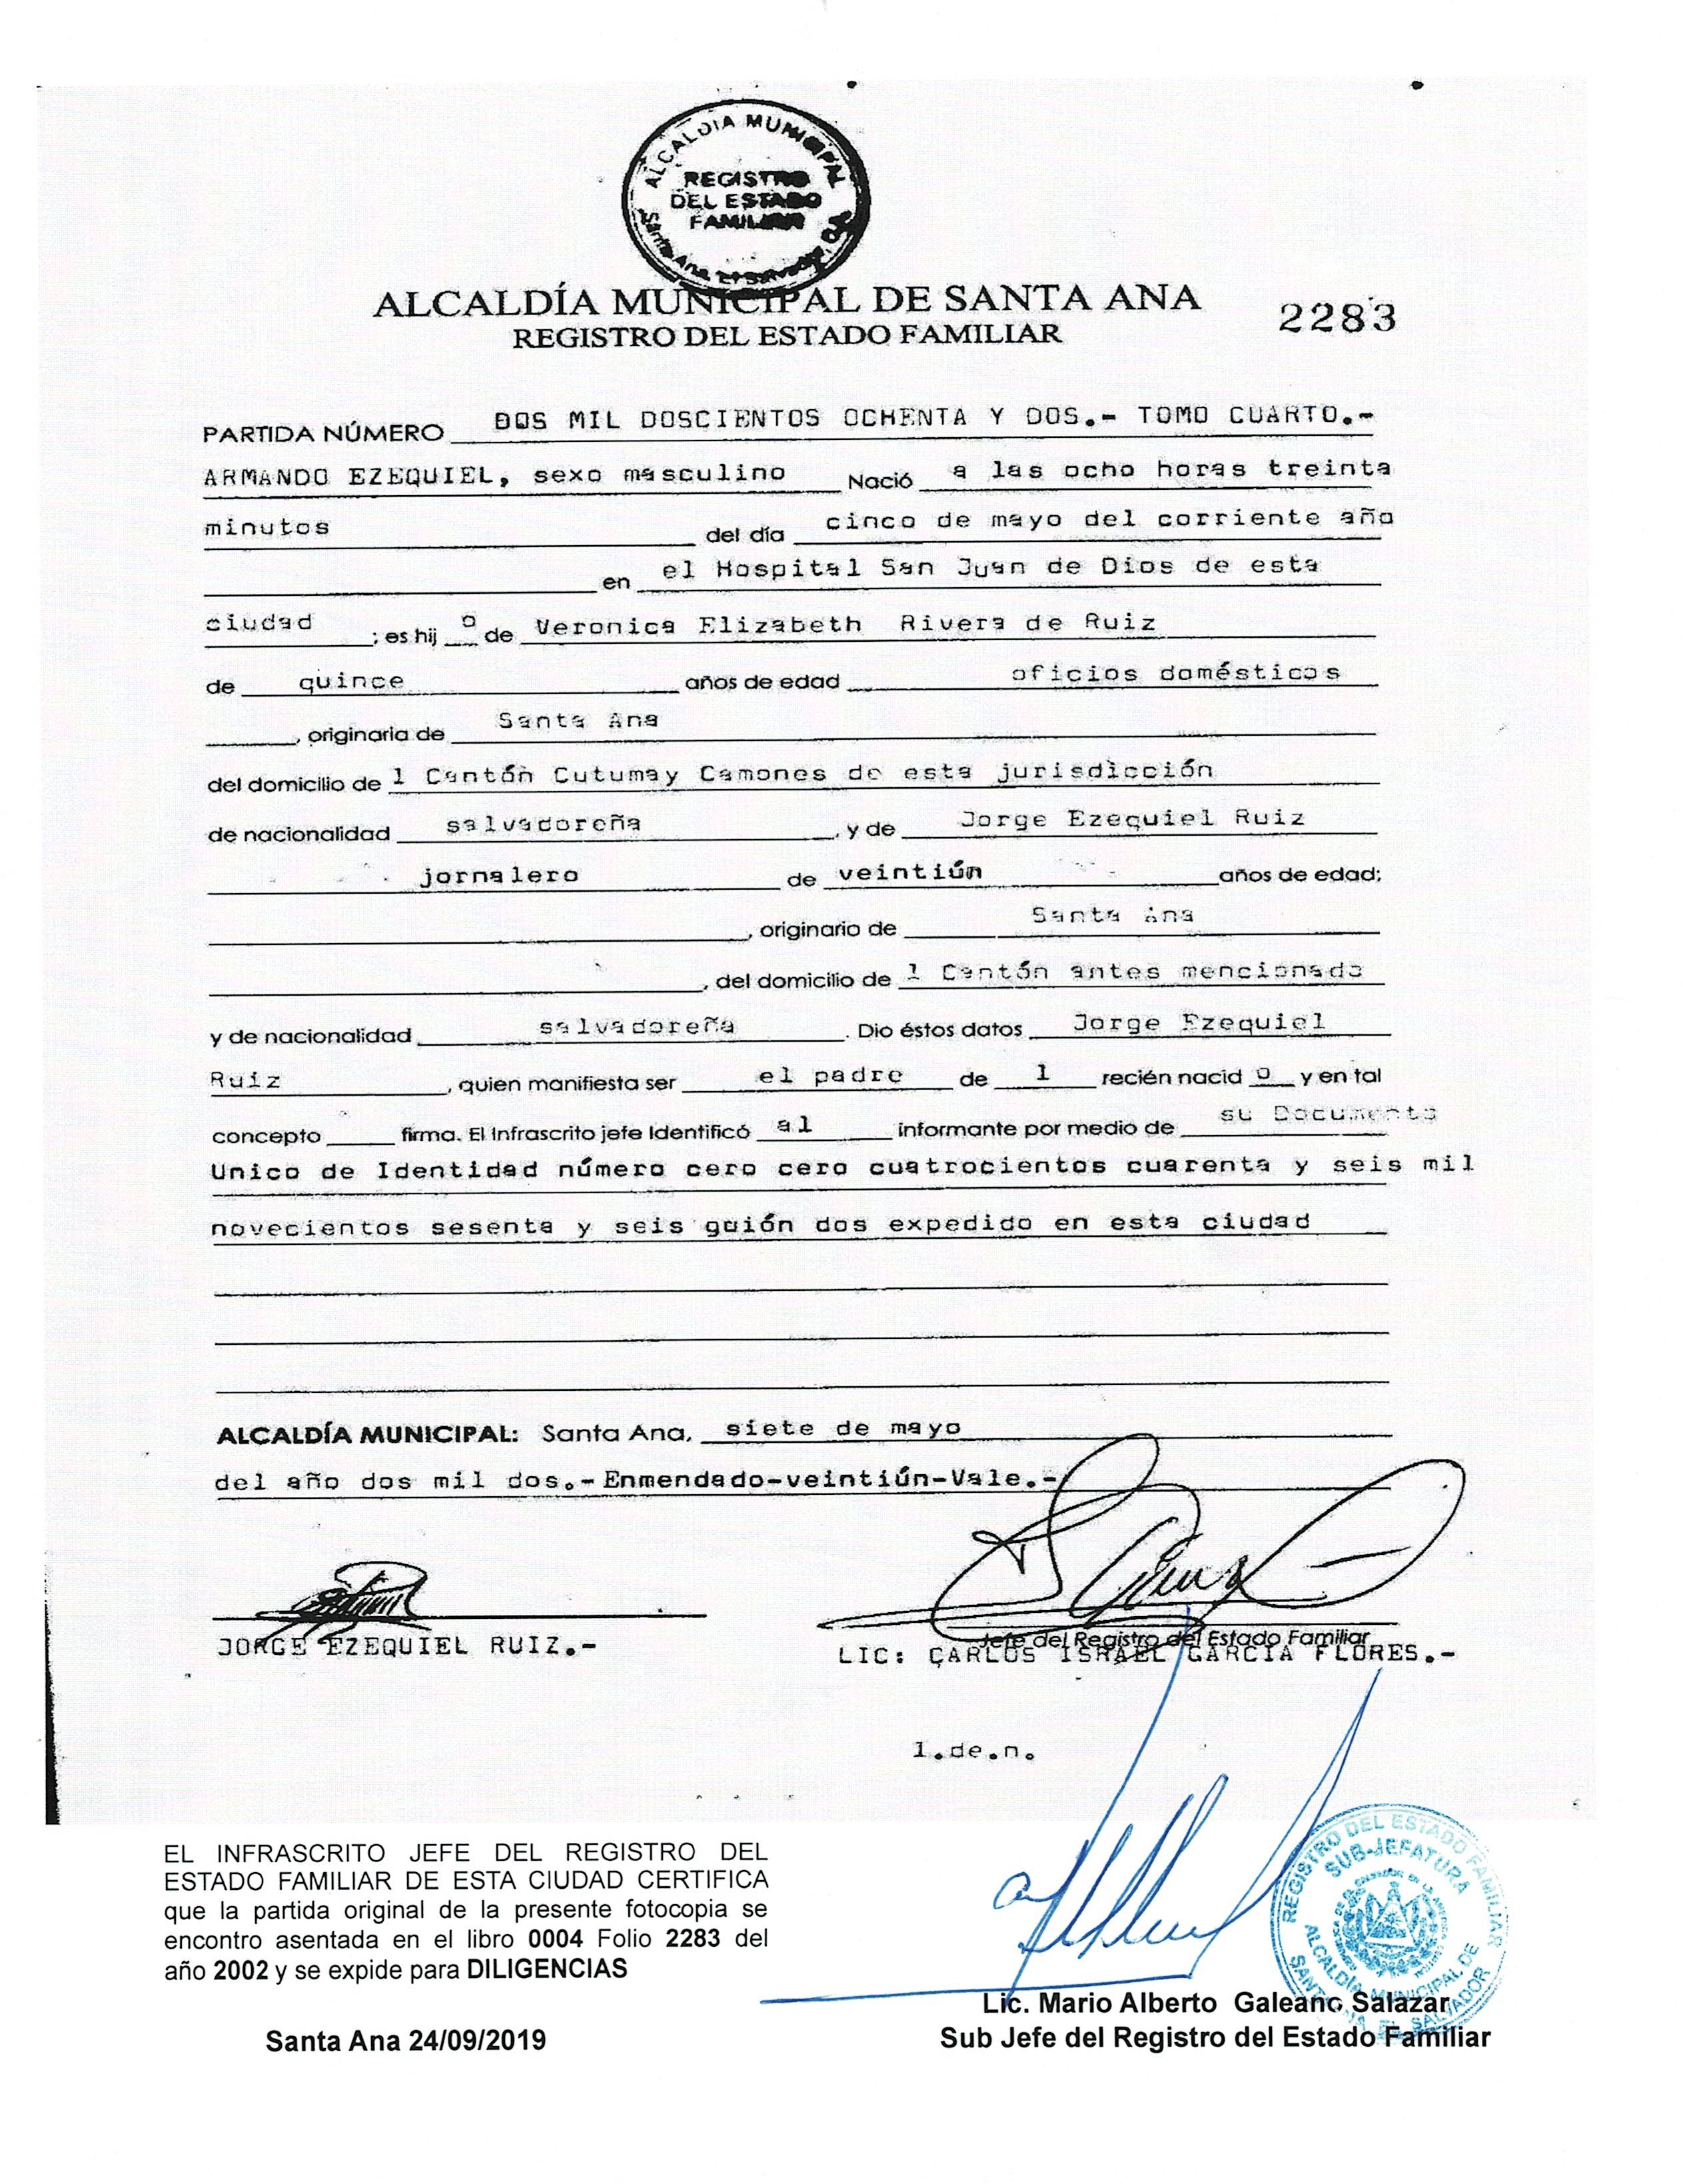 ALCALDIA MUNICIPAL
REGISTRO
DEL ESTADO
FAMILIAR
Santa Ana, El Salvador, C.A.
ALCALDÍA MUNICIPAL DE SANTA ANA
2283
REGISTRO DEL ESTADO FAMILIAR
PARTIDA NÚMERO DOS MIL DOSCIENTOS OCHENTA Y DOS.- TOMO CUARTO.-
ARMANDO EZEQUIEL, sexo masculino Nació a las ocho horas treinta
minutos del día cinco de mayo del corriente año
en el Hospital San Juan de Dios de esta
ciudad ; es hij o de Veronica Elizabeth Rivera de Ruiz
de quince años de edad oficios domésticos
, originaria de Santa Ana
del domicilio de l Cantón Cutumay Camones de esta jurisdicción
de nacionalidad salvadoreña , y de Jorge Ezequiel Ruiz
jornalero de veintiún años de edad;
, originario de Santa Ana
, del domicilio de l Cantón antes mencionado
y de nacionalidad salvadoreña . Dio éstos datos Jorge Ezequiel
Ruiz , quien manifiesta ser el padre de l recién nacid o y en tal
concepto firma. El Infrascrito jefe Identificó al informante por medio de su Documento
Unico de Identidad número cero cero cuatrocientos cuarenta y seis mil
novecientos sesenta y seis guión dos expedido en esta ciudad
ALCALDÍA MUNICIPAL: Santa Ana, siete de mayo
del año dos mil dos.-Enmendado-veintiún-Vale.-
JORGE EZEQUIEL RUIZ.-
Jefe del Registro del Estado Familiar
LIC: CARLOS ISRAEL GARCIA FLORES.-
l.de.n.
EL INFRASCRITO JEFE DEL REGISTRO DEL
ESTADO FAMILIAR DE ESTA CIUDAD CERTIFICA
que la partida original de la presente fotocopia se
encontro asentada en el libro 0004 Folio 2283 del
año 2002 y se expide para DILIGENCIAS
Santa Ana 24/09/2019
REGISTRO DEL ESTADO FAMILIAR
SUB-JEFATURA
ALCALDÍA MUNICIPAL DE
SANTA ANA EL SALVADOR
Lic. Mario Alberto Galeano Salazar
Sub Jefe del Registro del Estado Familiar